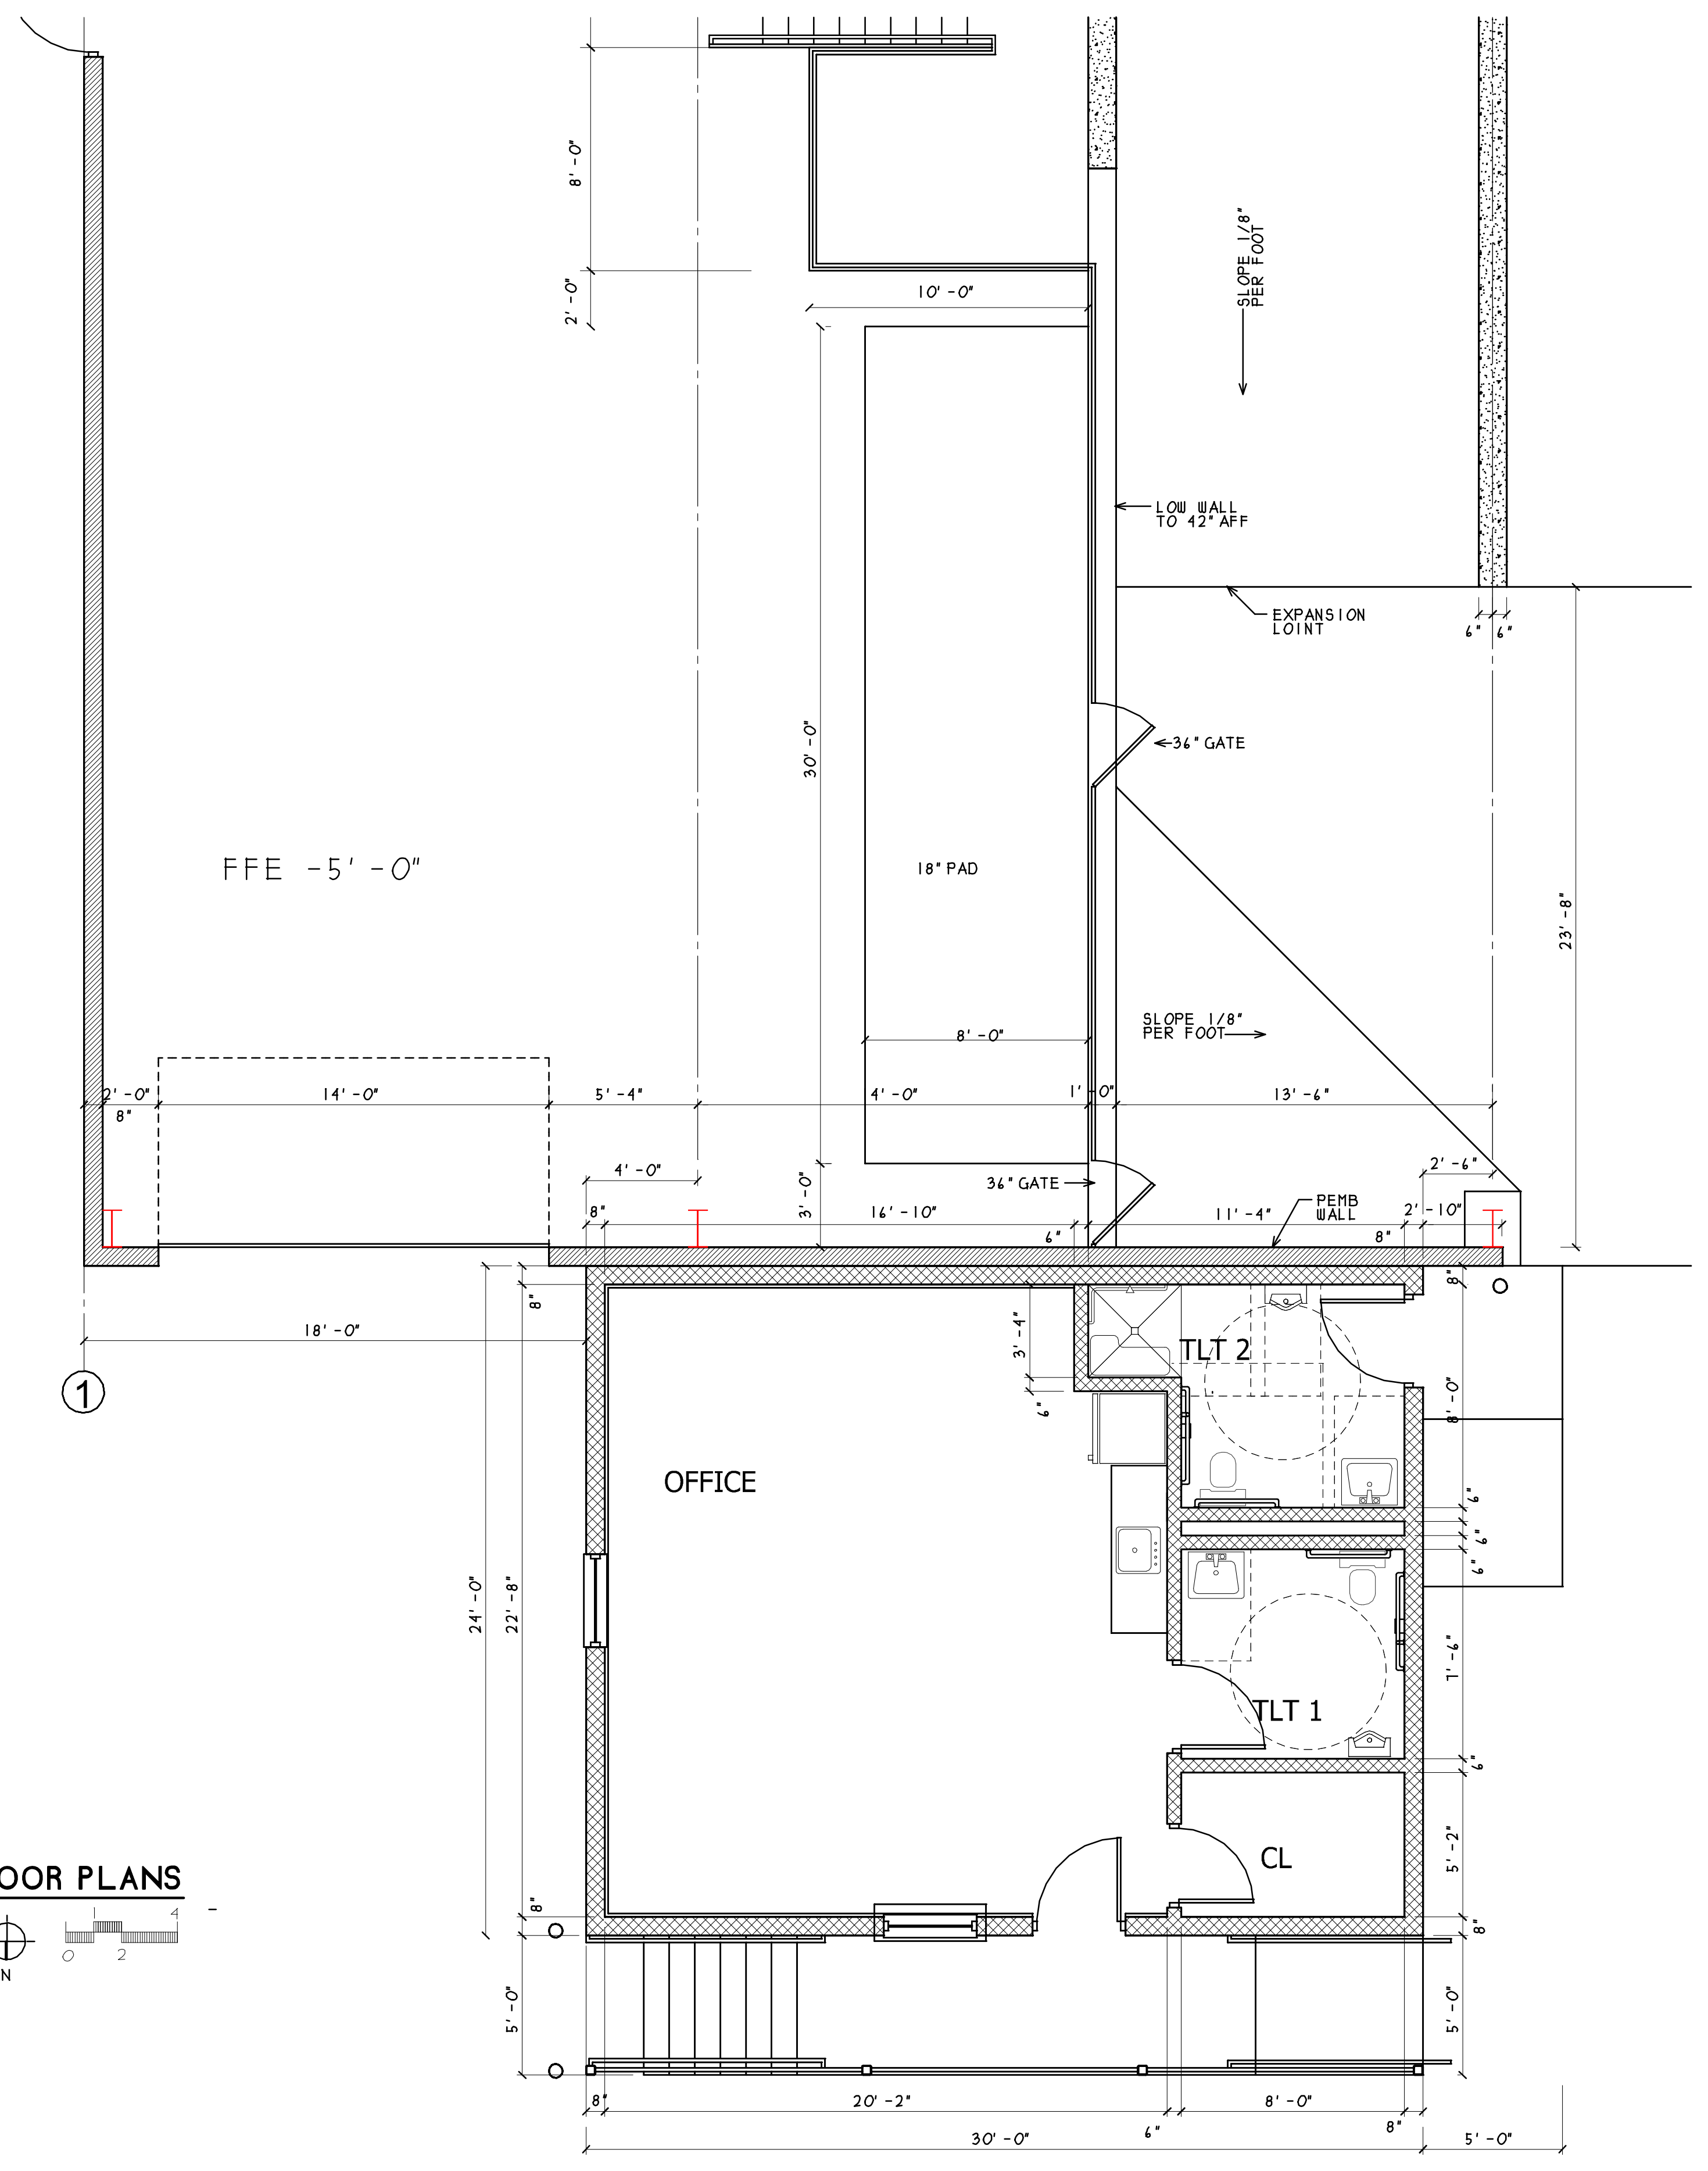 8'-0"
SLOPE 1/8"
PER FOOT
2'-0"
10'-0"
LOW WALL
TO 42" AFF
EXPANSION
LOINT
6" 6"
30'-0"
36" GATE
FFE -5'-0"
18" PAD
23'-8"
SLOPE 1/8"
PER FOOT
8'-0"
2'-0"
14'-0"
5'-4"
4'-0"
1'-0"
13'-6"
8"
4'-0"
2'-6"
3'-0"
36" GATE
PEMB
WALL
8"
16'-10"
6"
11'-4"
8"
2'-10"
8"
8"
18'-0"
3'-4"
TLT 2
1
6"
8'-0"
OFFICE
6"
6"
6"
24'-0"
22'-8"
7'-6"
TLT 1
6"
5'-2"
CL
OOR PLANS
8"
8"
1 4
0 2
N
5'-0"
5'-0"
8"
20'-2"
6"
8'-0"
8"
30'-0"
5'-0"